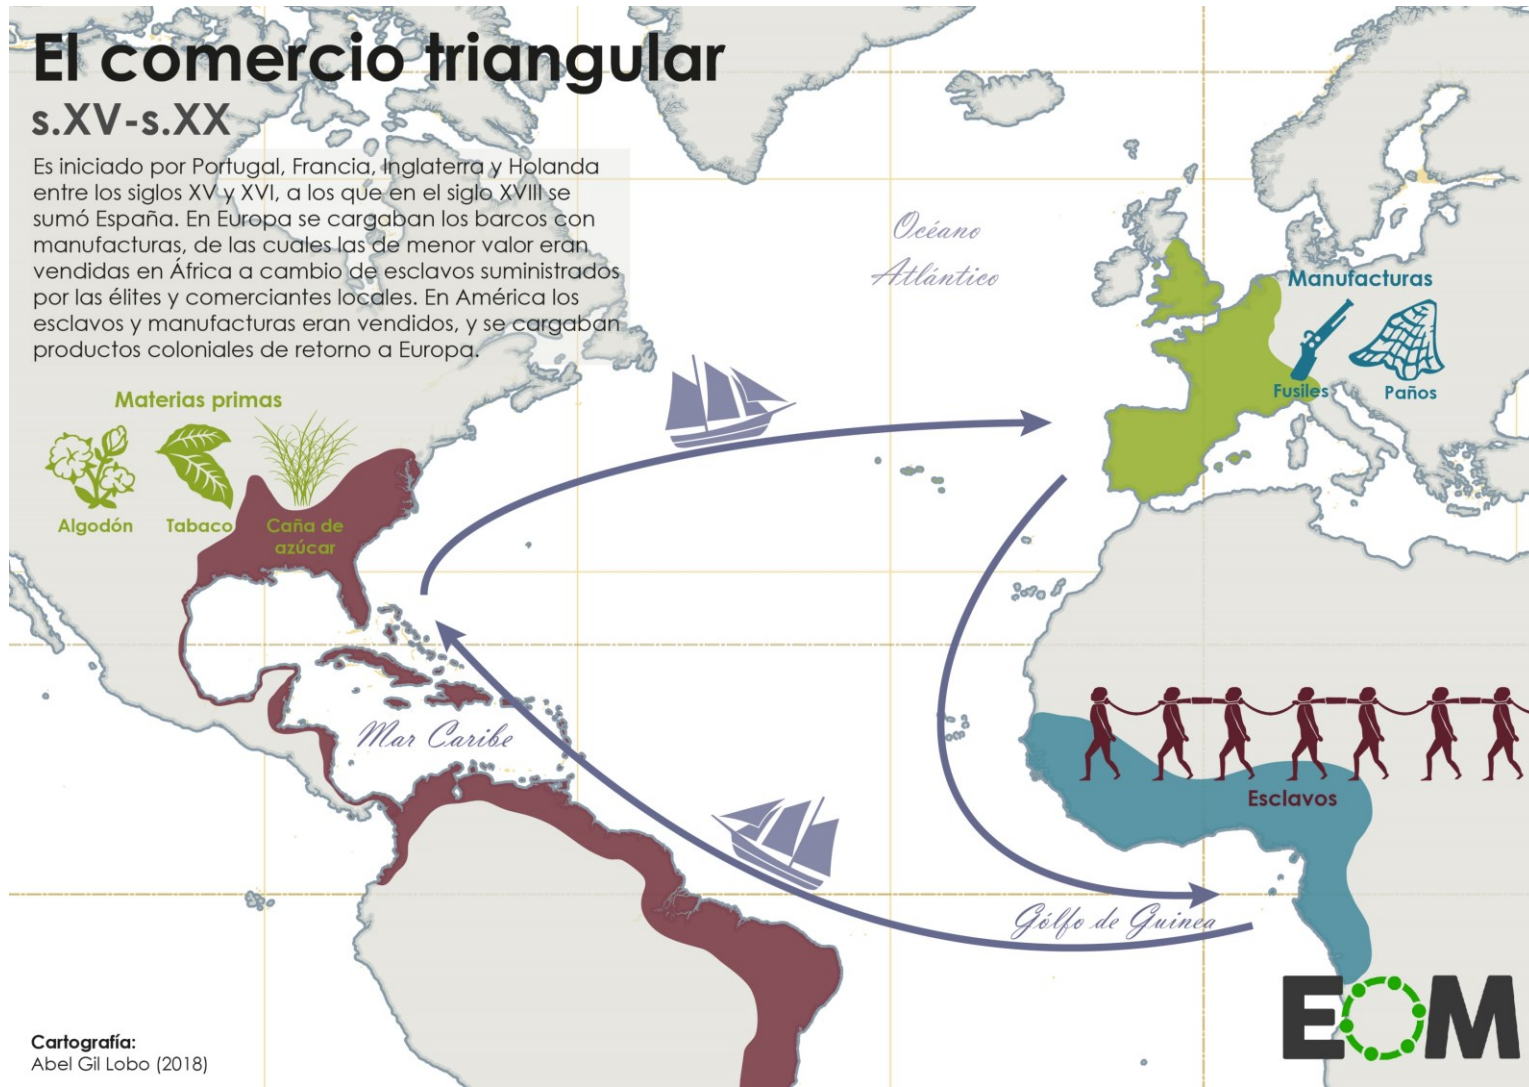 El comercio triangular
s.XV-s.XX
Es iniciado por Portugal, Francia, Inglaterra y Holanda
entre los siglos XV y XVI, a los que en el siglo XVIII se
sumó España. En Europa se cargaban los barcos con
manufacturas, de las cuales las de menor valor eran
vendidas en África a cambio de esclavos suministrados
por las élites y comerciantes locales. En América los
esclavos y manufacturas eran vendidos, y se cargaban
productos coloniales de retorno a Europa.
Océano
Atlántico
Manufacturas
Fusiles
Paños
Materias primas
Algodón
Tabaco
Caña de
azúcar
Mar Caribe
Esclavos
Gólfo de Guinea
EOM
Cartografía:
Abel Gil Lobo (2018)